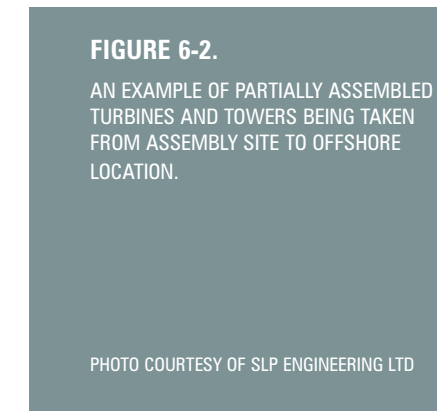 FIGURE 6-2.
AN EXAMPLE OF PARTIALLY ASSEMBLED
TURBINES AND TOWERS BEING TAKEN
FROM ASSEMBLY SITE TO OFFSHORE
LOCATION.
PHOTO COURTESY OF SLP ENGINEERING LTD